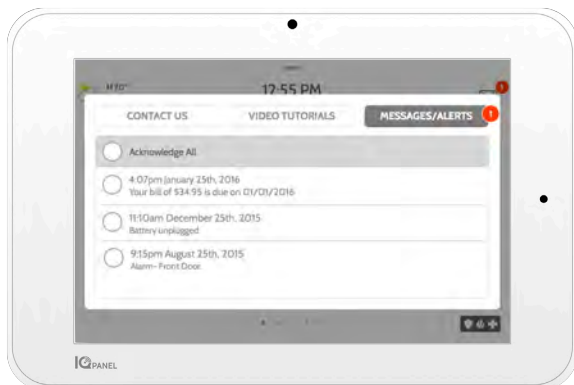 12:55 PM
1
CONTACT US
VIDEO TUTORIALS
MESSAGES/ALERTS
1
Acknowledge All
4:07pm January 25th, 2016
Your bill of $34.95 is due on 01/01/2016
11:10am December 25th, 2015
Battery unplugged
9:15pm August 25th, 2015
Alarm- Front Door
IQPANEL